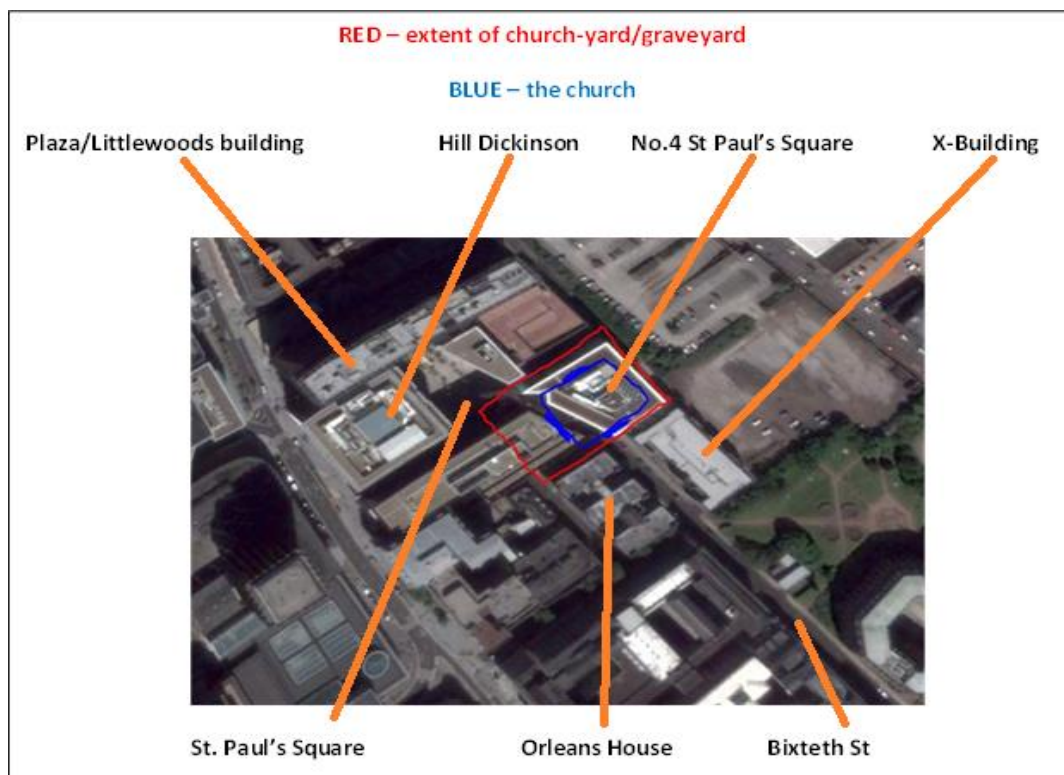 RED – extent of church-yard/graveyard
BLUE – the church
Plaza/Littlewoods building
Hill Dickinson
No.4 St Paul's Square
X-Building
St. Paul's Square
Orleans House
Bixteth St